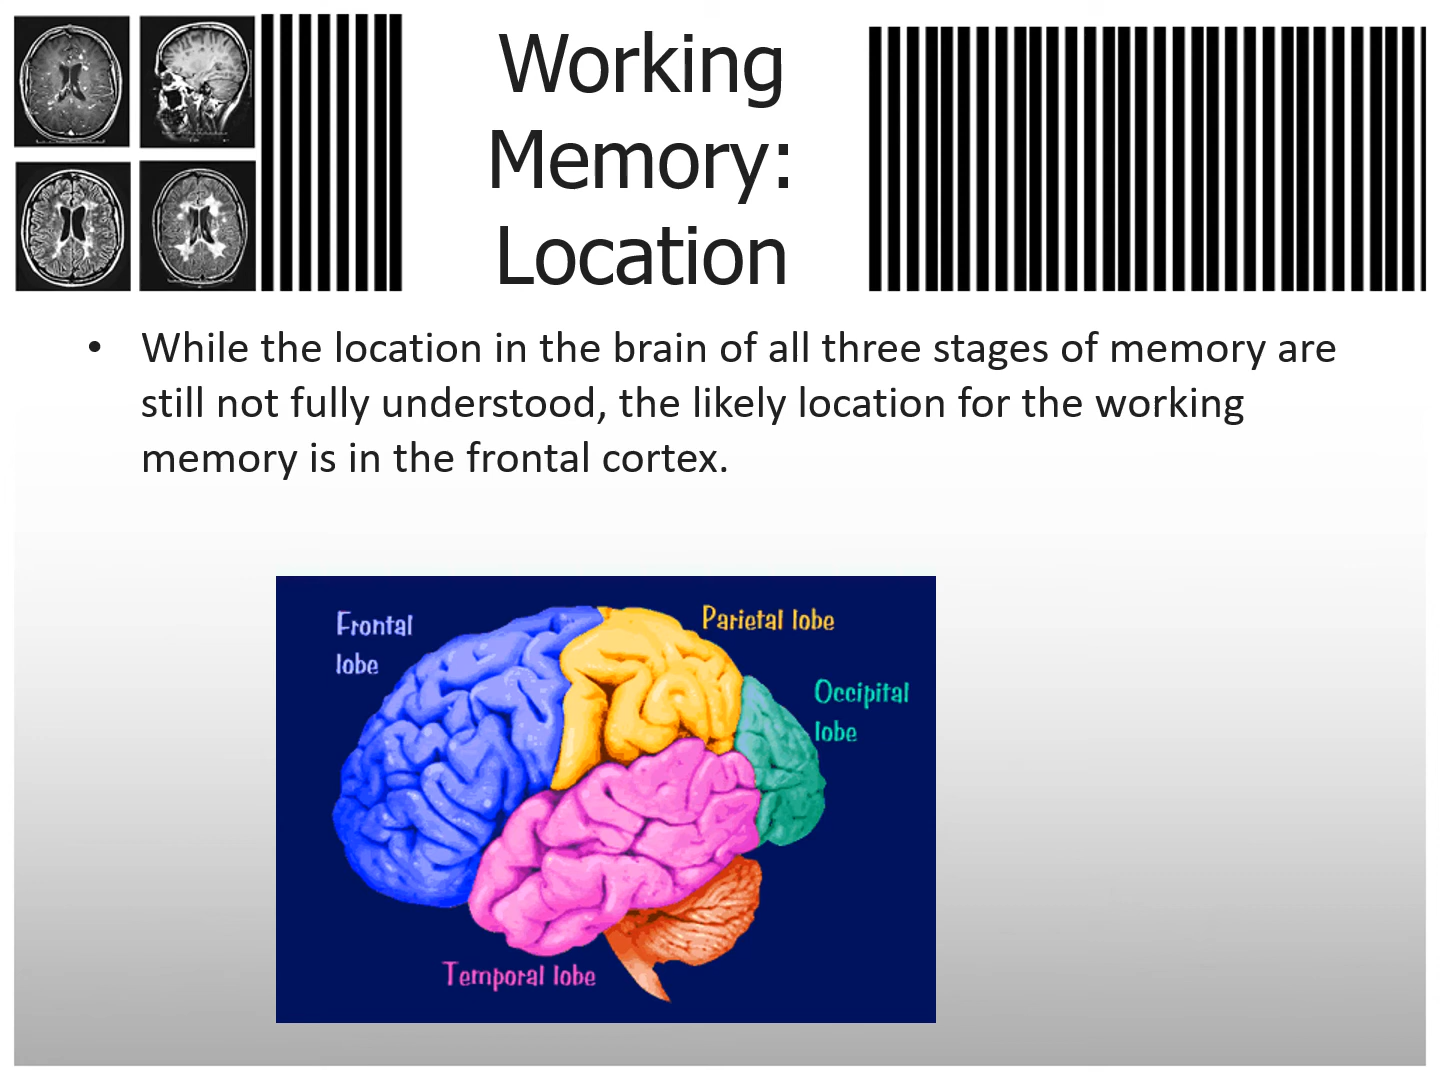 Working
Memory:
Location
• While the location in the brain of all three stages of memory are
still not fully understood, the likely location for the working
memory is in the frontal cortex.
Frontal
lobe
Parietal lobe
Occipital
lobe
Temporal lobe